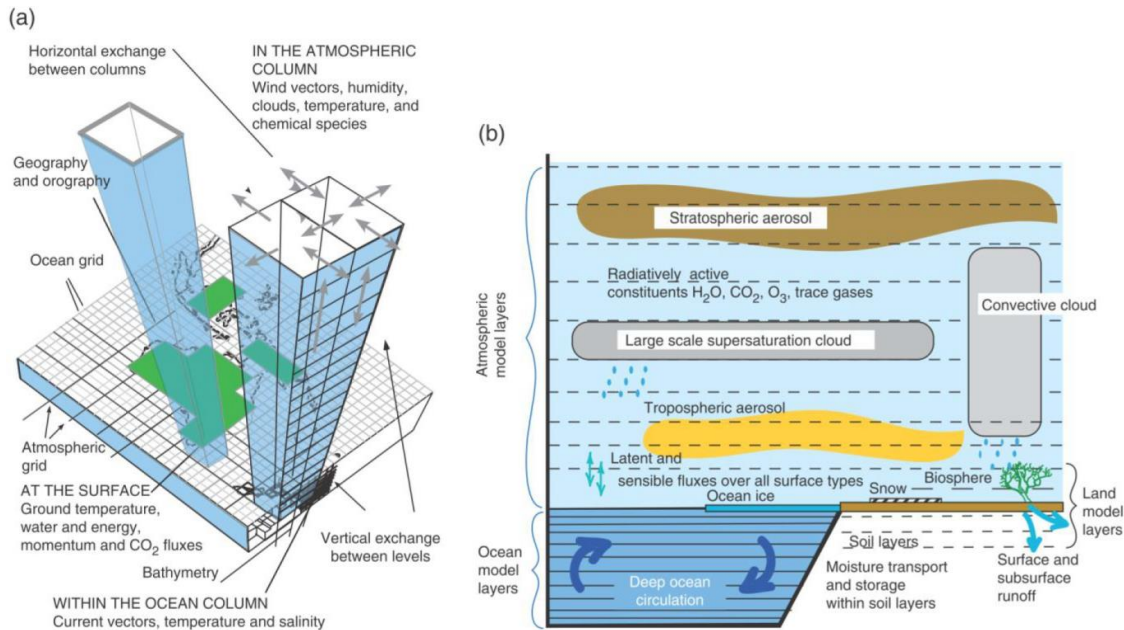 (a)
Horizontal exchange
between columns
IN THE ATMOSPHERIC
COLUMN
Wind vectors, humidity,
clouds, temperature, and
chemical species
Geography
and orography
Ocean grid
Atmospheric
grid
AT THE SURFACE
Ground temperature,
water and energy,
momentum and CO₂ fluxes
Bathymetry
Vertical exchange
between levels
WITHIN THE OCEAN COLUMN
Current vectors, temperature and salinity
(b)
Atmospheric
model layers
Stratospheric aerosol
Radiatively active
constituents H₂O, CO₂, O₃, trace gases
Convective cloud
Large scale supersaturation cloud
Tropospheric aerosol
Latent and
sensible fluxes over all surface types
Biosphere
Ocean ice
Snow
Land
model
layers
Ocean
model
layers
Deep ocean
circulation
Soil layers
Moisture transport
and storage
within soil layers
Surface and
subsurface
runoff